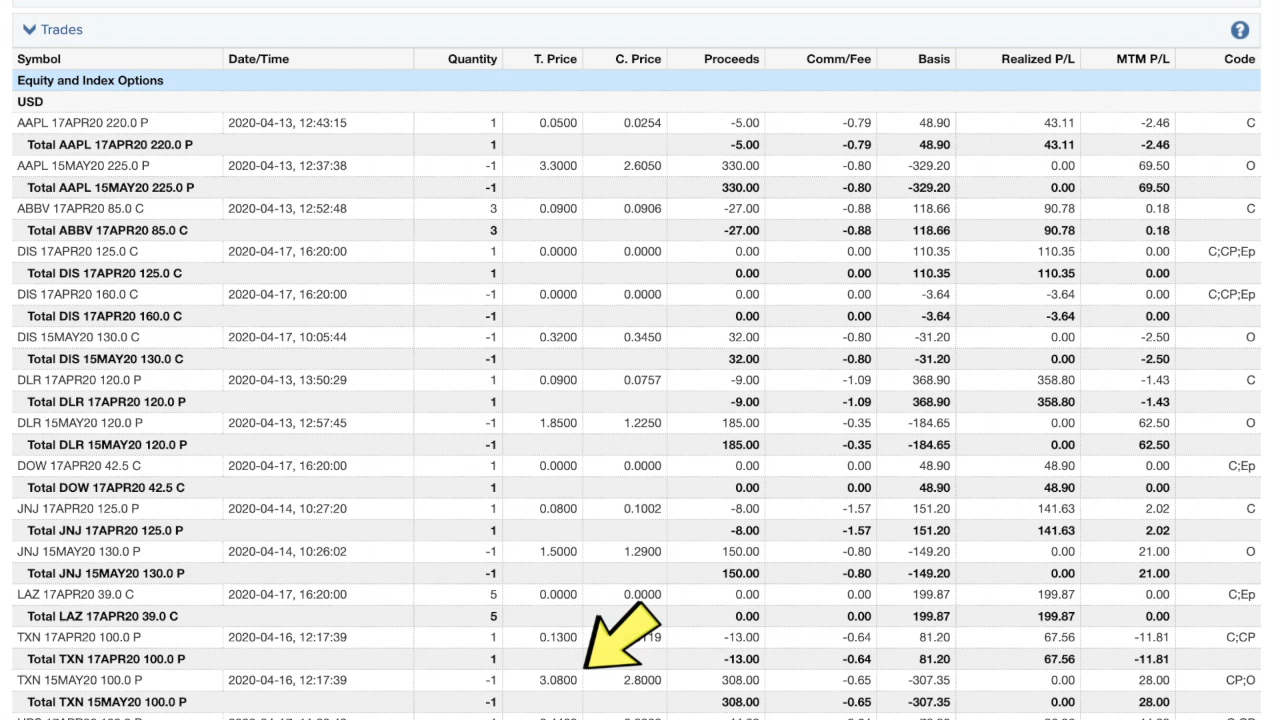 Trades ?
Symbol Date/Time Quantity T. Price C. Price Proceeds Comm/Fee Basis Realized P/L MTM P/L Code
Equity and Index Options
USD
AAPL 17APR20 220.0 P 2020-04-13, 12:43:15 1 0.0500 0.0254 -5.00 -0.79 48.90 43.11 -2.46 C
Total AAPL 17APR20 220.0 P 1 -5.00 -0.79 48.90 43.11 -2.46
AAPL 15MAY20 225.0 P 2020-04-13, 12:37:38 -1 3.3000 2.6050 330.00 -0.80 -329.20 0.00 69.50 O
Total AAPL 15MAY20 225.0 P -1 330.00 -0.80 -329.20 0.00 69.50
ABBV 17APR20 85.0 C 2020-04-13, 12:52:48 3 0.0900 0.0906 -27.00 -0.88 118.66 90.78 0.18 C
Total ABBV 17APR20 85.0 C 3 -27.00 -0.88 118.66 90.78 0.18
DIS 17APR20 125.0 C 2020-04-17, 16:20:00 1 0.0000 0.0000 0.00 0.00 110.35 110.35 0.00 C;CP;Ep
Total DIS 17APR20 125.0 C 1 0.00 0.00 110.35 110.35 0.00
DIS 17APR20 160.0 C 2020-04-17, 16:20:00 -1 0.0000 0.0000 0.00 0.00 -3.64 -3.64 0.00 C;CP;Ep
Total DIS 17APR20 160.0 C -1 0.00 0.00 -3.64 -3.64 0.00
DIS 15MAY20 130.0 C 2020-04-17, 10:05:44 -1 0.3200 0.3450 32.00 -0.80 -31.20 0.00 -2.50 O
Total DIS 15MAY20 130.0 C -1 32.00 -0.80 -31.20 0.00 -2.50
DLR 17APR20 120.0 P 2020-04-13, 13:50:29 1 0.0900 0.0757 -9.00 -1.09 368.90 358.80 -1.43 C
Total DLR 17APR20 120.0 P 1 -9.00 -1.09 368.90 358.80 -1.43
DLR 15MAY20 120.0 P 2020-04-13, 12:57:45 -1 1.8500 1.2250 185.00 -0.35 -184.65 0.00 62.50 O
Total DLR 15MAY20 120.0 P -1 185.00 -0.35 -184.65 0.00 62.50
DOW 17APR20 42.5 C 2020-04-17, 16:20:00 1 0.0000 0.0000 0.00 0.00 48.90 48.90 0.00 C;Ep
Total DOW 17APR20 42.5 C 1 0.00 0.00 48.90 48.90 0.00
JNJ 17APR20 125.0 P 2020-04-14, 10:27:20 1 0.0800 0.1002 -8.00 -1.57 151.20 141.63 2.02 C
Total JNJ 17APR20 125.0 P 1 -8.00 -1.57 151.20 141.63 2.02
JNJ 15MAY20 130.0 P 2020-04-14, 10:26:02 -1 1.5000 1.2900 150.00 -0.80 -149.20 0.00 21.00 O
Total JNJ 15MAY20 130.0 P -1 150.00 -0.80 -149.20 0.00 21.00
LAZ 17APR20 39.0 C 2020-04-17, 16:20:00 5 0.0000 0.0000 0.00 0.00 199.87 199.87 0.00 C;Ep
Total LAZ 17APR20 39.0 C 5 0.00 0.00 199.87 199.87 0.00
TXN 17APR20 100.0 P 2020-04-16, 12:17:39 1 0.1300 -13.00 -0.64 81.20 67.56 -11.81 C;CP
Total TXN 17APR20 100.0 P 1 -13.00 -0.64 81.20 67.56 -11.81
TXN 15MAY20 100.0 P 2020-04-16, 12:17:39 -1 3.0800 2.8000 308.00 -0.65 -307.35 0.00 28.00 CP;O
Total TXN 15MAY20 100.0 P -1 308.00 -0.65 -307.35 0.00 28.00